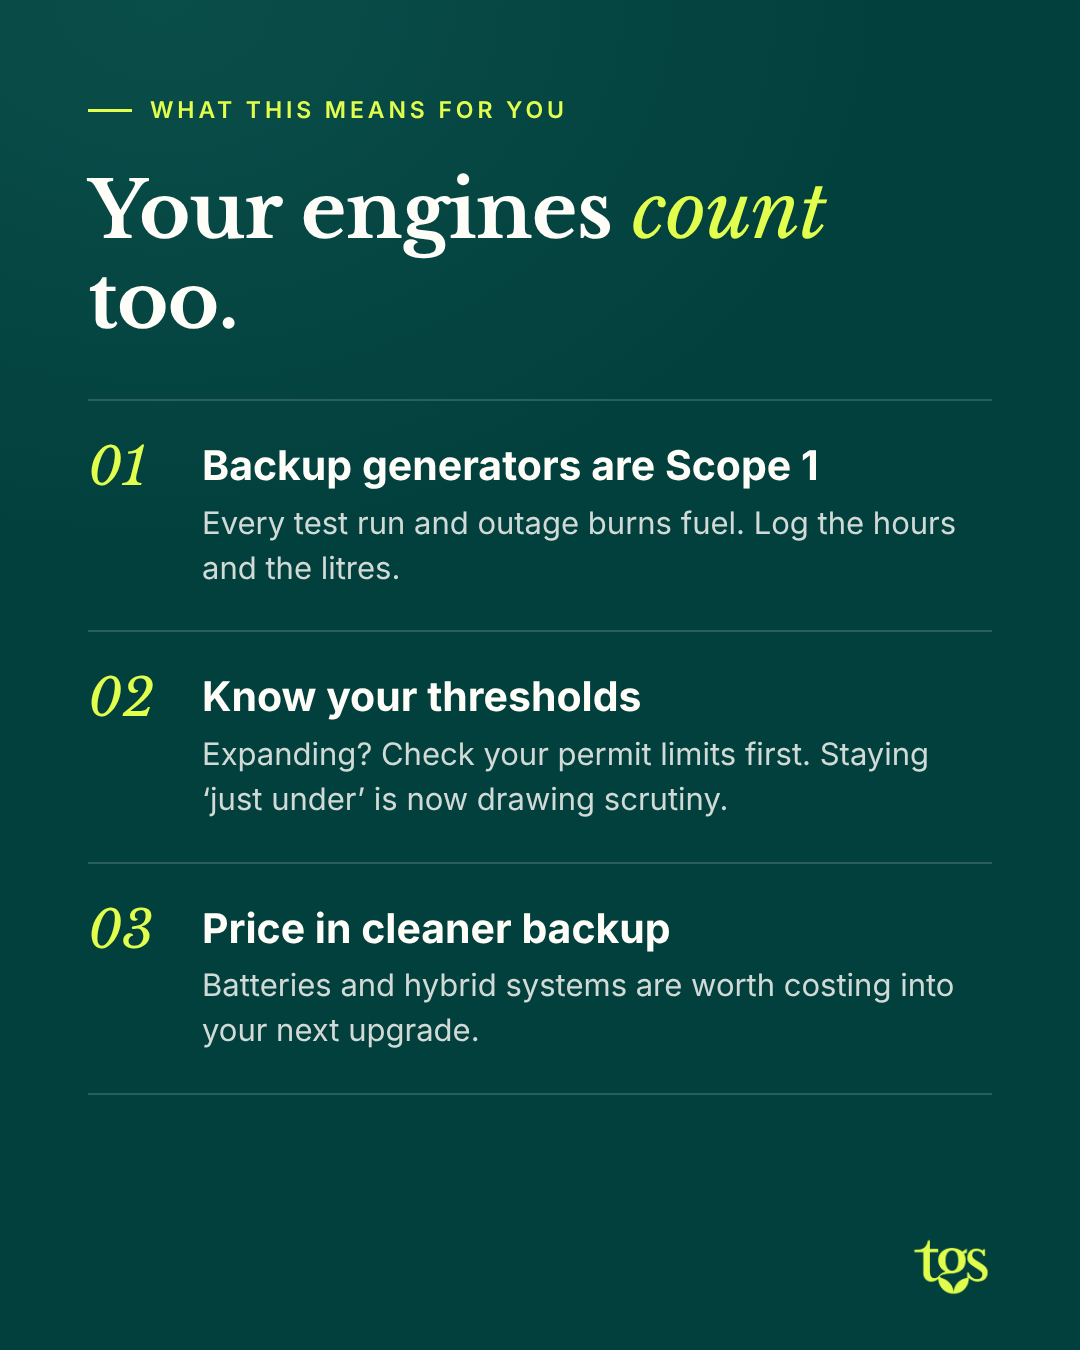 WHAT THIS MEANS FOR YOU
Your engines count
too.
01
Backup generators are Scope 1
Every test run and outage burns fuel. Log the hours
and the litres.
02
Know your thresholds
Expanding? Check your permit limits first. Staying
‘just under’ is now drawing scrutiny.
03
Price in cleaner backup
Batteries and hybrid systems are worth costing into
your next upgrade.
tgs